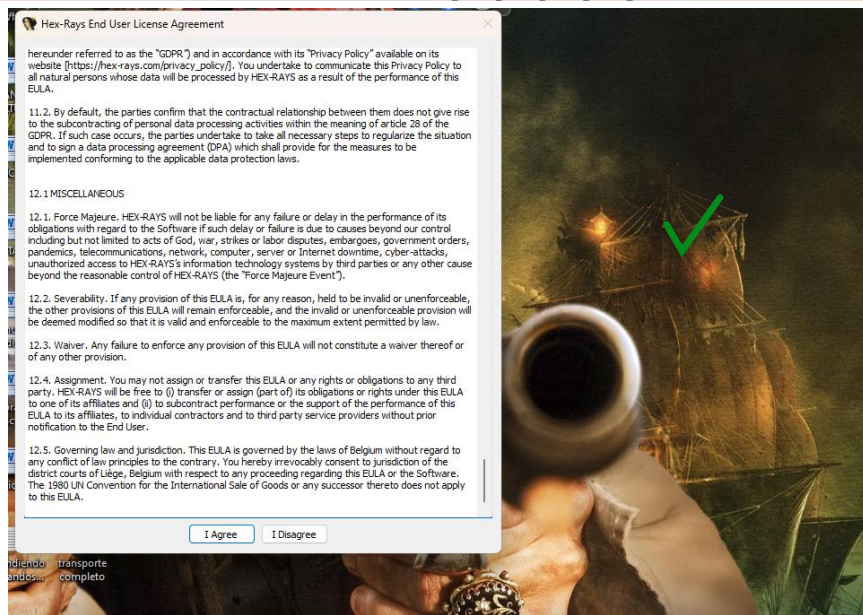 Hex-Rays End User License Agreement
hereunder referred to as the "GDPR") and in accordance with its "Privacy Policy" available on its
website [https://hex-rays.com/privacy_policy/]. You undertake to communicate this Privacy Policy to
all natural persons whose data will be processed by HEX-RAYS as a result of the performance of this
EULA.
11.2. By default, the parties confirm that the contractual relationship between them does not give rise
to the subcontracting of personal data processing activities within the meaning of article 28 of the
GDPR. If such case occurs, the parties undertake to take all necessary steps to regularize the situation
and to sign a data processing agreement (DPA) which shall provide for the measures to be
implemented conforming to the applicable data protection laws.
12.1 MISCELLANEOUS
12.1. Force Majeure. HEX-RAYS will not be liable for any failure or delay in the performance of its
obligations with regard to the Software if such delay or failure is due to causes beyond our control
including but not limited to acts of God, war, strikes or labor disputes, embargoes, government orders,
pandemics, telecommunications, network, computer, server or Internet downtime, cyber-attacks,
unauthorized access to HEX-RAYS's information technology systems by third parties or any other cause
beyond the reasonable control of HEX-RAYS (the "Force Majeure Event").
12.2. Severability. If any provision of this EULA is, for any reason, held to be invalid or unenforceable,
the other provisions of this EULA will remain enforceable, and the invalid or unenforceable provision will
be deemed modified so that it is valid and enforceable to the maximum extent permitted by law.
12.3. Waiver. Any failure to enforce any provision of this EULA will not constitute a waiver thereof or
of any other provision.
12.4. Assignment. You may not assign or transfer this EULA or any rights or obligations to any third
party. HEX-RAYS will be free to (i) transfer or assign (part of) its obligations or rights under this EULA
to one of its affiliates and (ii) to subcontract performance or the support of the performance of this
EULA to its affiliates, to individual contractors and to third party service providers without prior
notification to the End User.
12.5. Governing law and jurisdiction. This EULA is governed by the laws of Belgium without regard to
any conflict of law principles to the contrary. You hereby irrevocably consent to jurisdiction of the
district courts of Liège, Belgium with respect to any proceeding regarding this EULA or the Software.
The 1980 UN Convention for the International Sale of Goods or any successor thereto does not apply
to this EULA.
I Agree I Disagree
transporte
completo